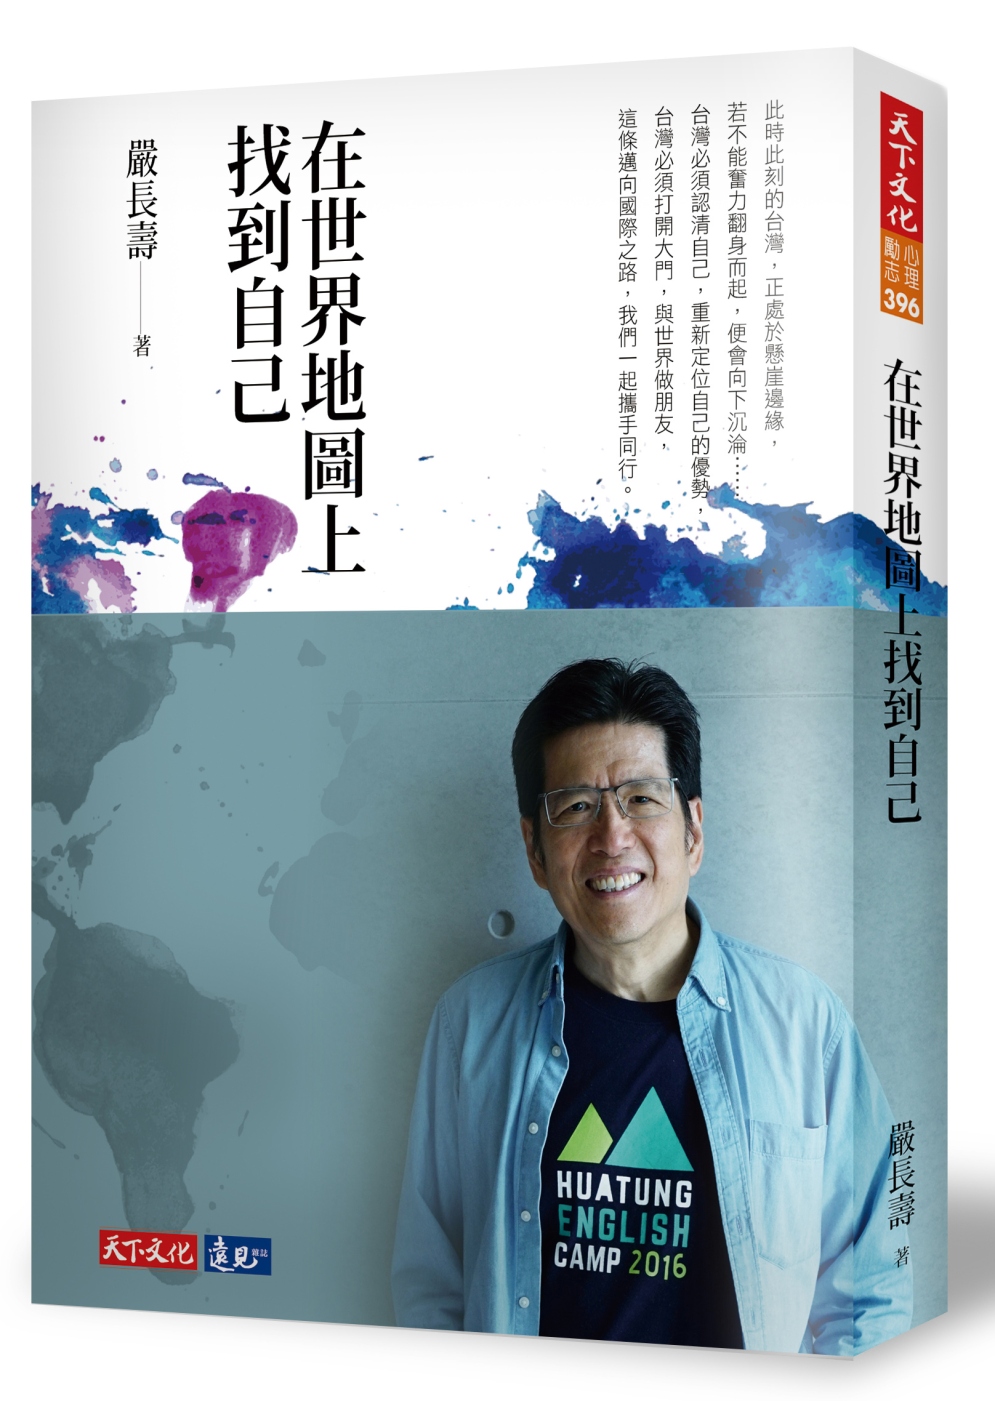 此時此刻的台灣，正處於懸崖邊緣，
若不能奮力翻身而起，便會向下沉淪……
台灣必須認清自己，重新定位自己的優勢，
台灣必須打開大門，與世界做朋友，
這條邁向國際之路，我們一起攜手同行。
在世界地圖上
找到自己
嚴長壽
著
HUATUNG
ENGLISH
CAMP 2016
天下文化
遠見
雜誌
天下文化
心理
勵志
396
在世界地圖上找到自己
嚴長壽
著